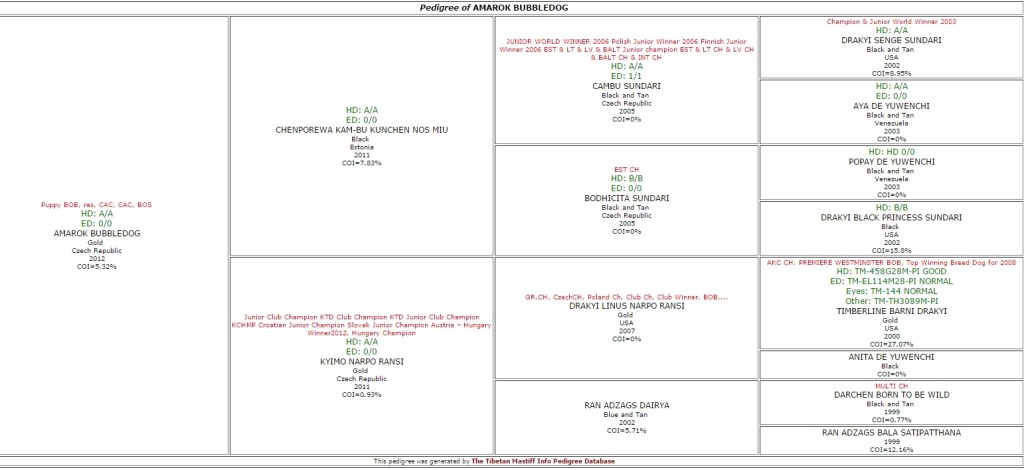 Pedigree of AMAROK BUBBLEDOG
Puppy BOB, res. CAC, CAC, BOS
HD: A/A
ED: 0/0
AMAROK BUBBLEDOG
Gold
Czech Republic
2012
COI=5.32%
HD: A/A
ED: 0/0
CHENPOREWA KAM-BU KUNCHEN NOS MIU
Black
Estonia
2011
COI=7.83%
JUNIOR WORLD WINNER 2006 Polish Junior Winner 2006 Finnish Junior
Winner 2006 EST & LT & LV & BALT Junior champion EST & LT CH & LV CH
& BALT CH & INT CH
HD: A/A
ED: 1/1
CAMBU SUNDARI
Black and Tan
Czech Republic
2005
COI=0%
Champion & Junior World Winner 2003
HD: A/A
DRAKYI SENGE SUNDARI
Black and Tan
USA
2002
COI=8.95%
HD: A/A
ED: 0/0
AYA DE YUWENCHI
Black and Tan
Venezuela
2003
COI=0%
EST CH
HD: B/B
ED: 0/0
BODHICITA SUNDARI
Black and Tan
Czech Republic
2005
COI=0%
HD: HD 0/0
POPAY DE YUWENCHI
Black and Tan
Venezuela
2003
COI=0%
HD: B/B
DRAKYI BLACK PRINCESS SUNDARI
Black
USA
2002
COI=15.8%
Junior Club Champion KTD Club Champion KTD Junior Club Champion
KCHMP Croatian Junior Champion Slovak Junior Champion Austria - Hungary
Winner2012, Hungary Champion
HD: A/A
ED: 0/0
KYIMO NARPO RANSI
Gold
Czech Republic
2011
COI=0.93%
GR.CH, CzechCH, Poland Ch. Club Ch. Club Winner, BOB....
DRAKYI LINUS NARPO RANSI
Gold
USA
2007
COI=0%
AKC CH, PREMIERE WESTMINSTER BOB, Top Winning Breed Dog for 2008
HD: TM-458G28M-PI GOOD
ED: TM-EL114M28-PI NORMAL
Eyes: TM-144 NORMAL
Other: TM-TH3089M-PI
TIMBERLINE BARNI DRAKYI
Gold
USA
2000
COI=27.07%
ANITA DE YUWENCHI
Black
COI=0%
RAN ADZAGS DAIRYA
Blue and Tan
2002
COI=5.71%
MULTI CH
DARCHEN BORN TO BE WILD
Black and Tan
1999
COI=0.77%
RAN ADZAGS BALA SATIPATTHANA
1999
COI=12.16%
This pedigree was generated by The Tibetan Mastiff Info Pedigree Database